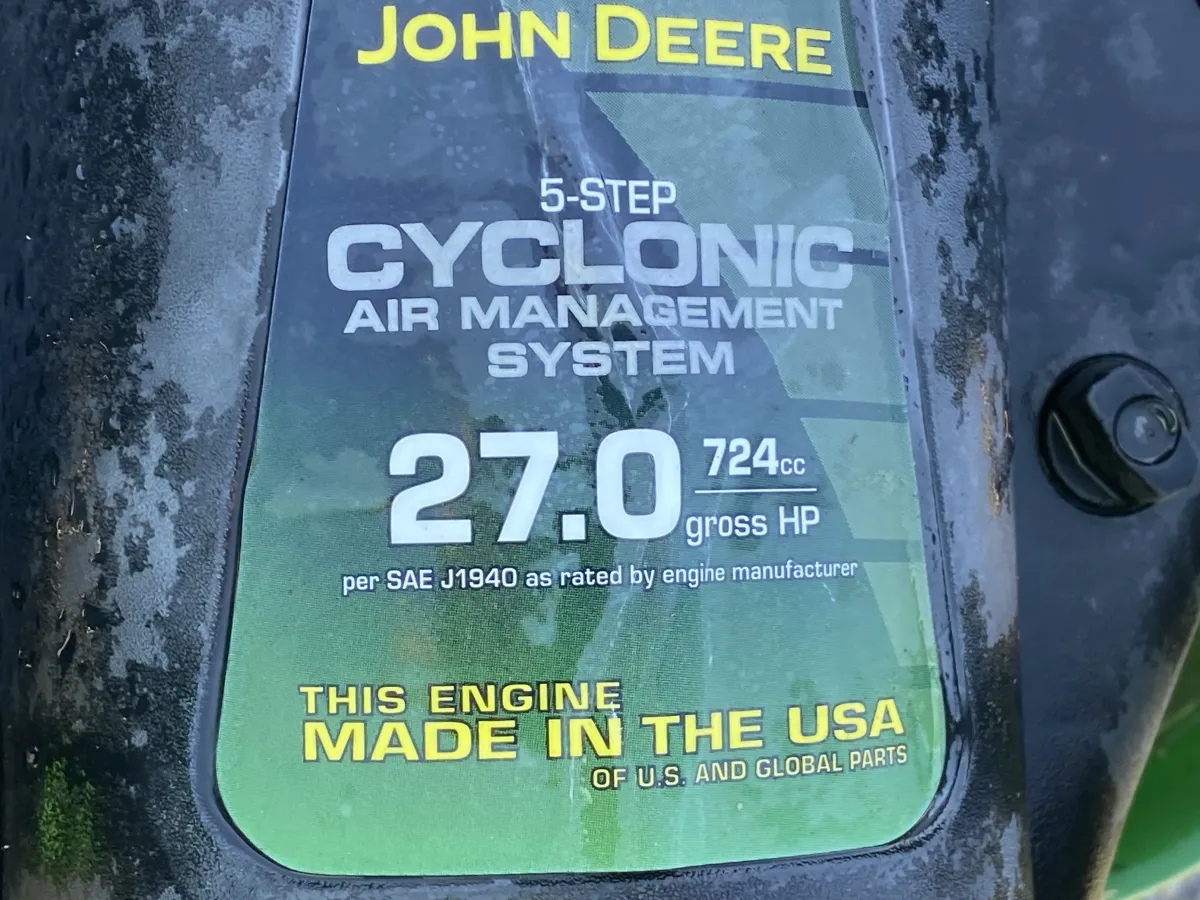 JOHN DEERE
5-STEP
CYCLONIC
AIR MANAGEMENT
SYSTEM
27.0 724cc
gross HP
per SAE J1940 as rated by engine manufacturer
THIS ENGINE
MADE IN THE USA
OF U.S. AND GLOBAL PARTS